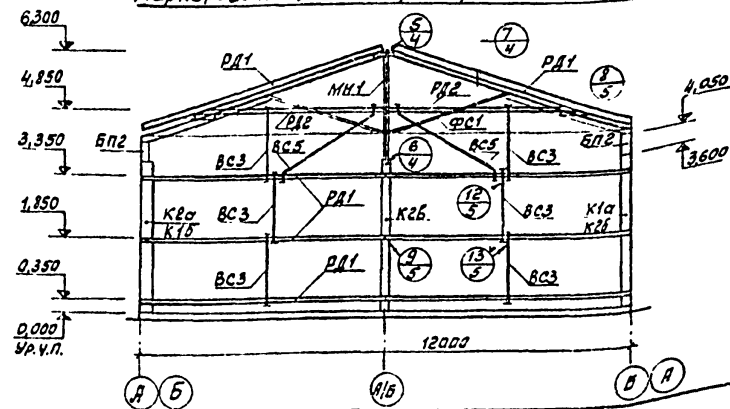 6,300
5/4
7/4
РД1
РД1
8/5
4,850
МН1
РД2
4,050
РД2
ФС1
БП2
БП2
3,350
ВС3
ВС5
6/4
ВС5
ВС3
3,600
12/5
1,850
К2а
К1б
ВС3
РД1
К2б
ВС3
К1а
К2б
0,350
ВС3
РД1
9/5
13/5
ВС3
0,000
Ур.ч.п.
12000
А
Б
А/Б
В
А